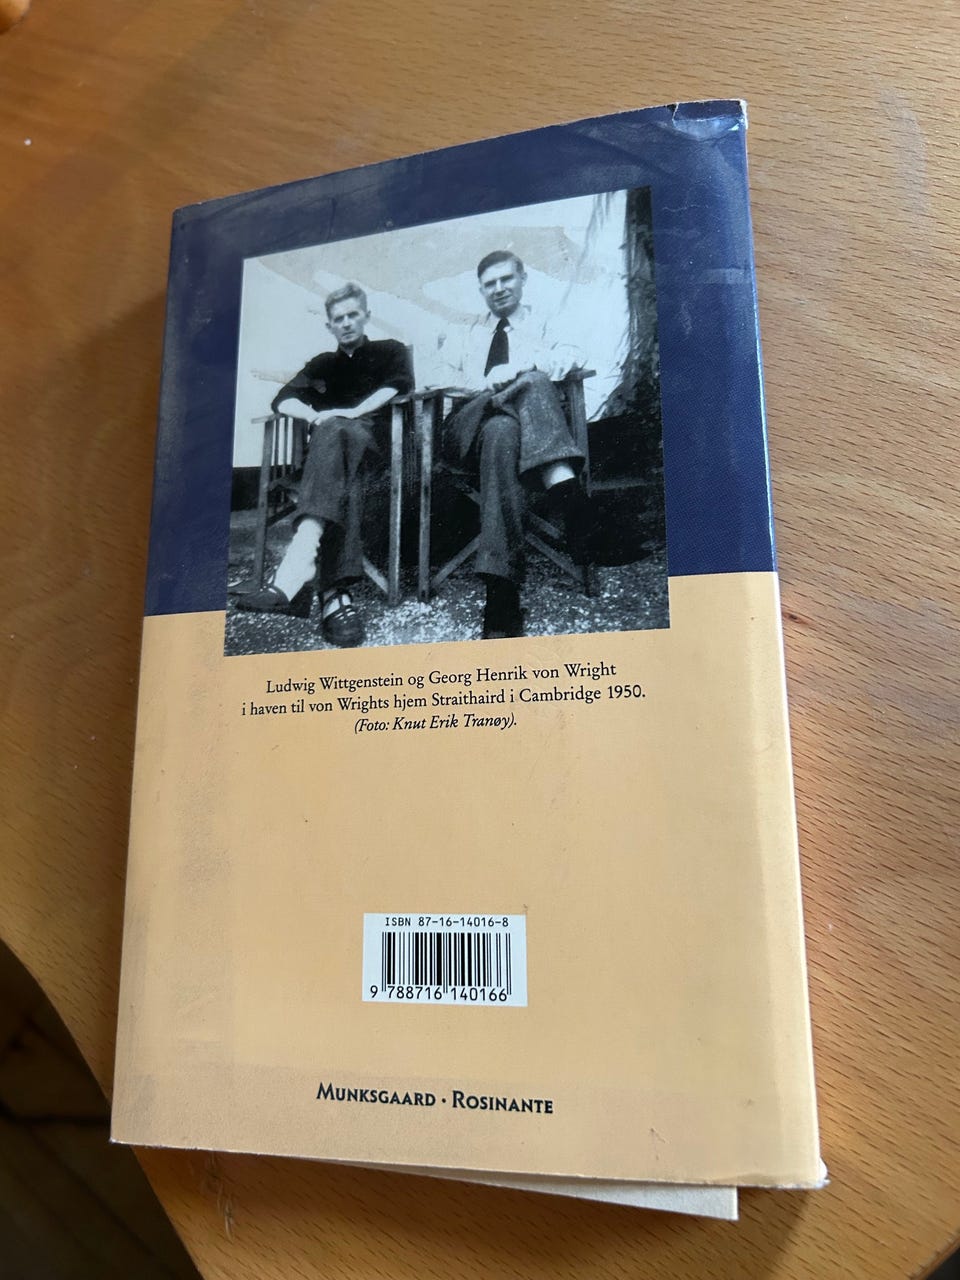 Ludwig Wittgenstein og Georg Henrik von Wright
i haven til von Wrights hjem Straithaird i Cambridge 1950.
(Foto: Knut Erik Tranøy).
ISBN 87-16-14016-8
9 788716 140166
MUNKSGAARD · ROSINANTE